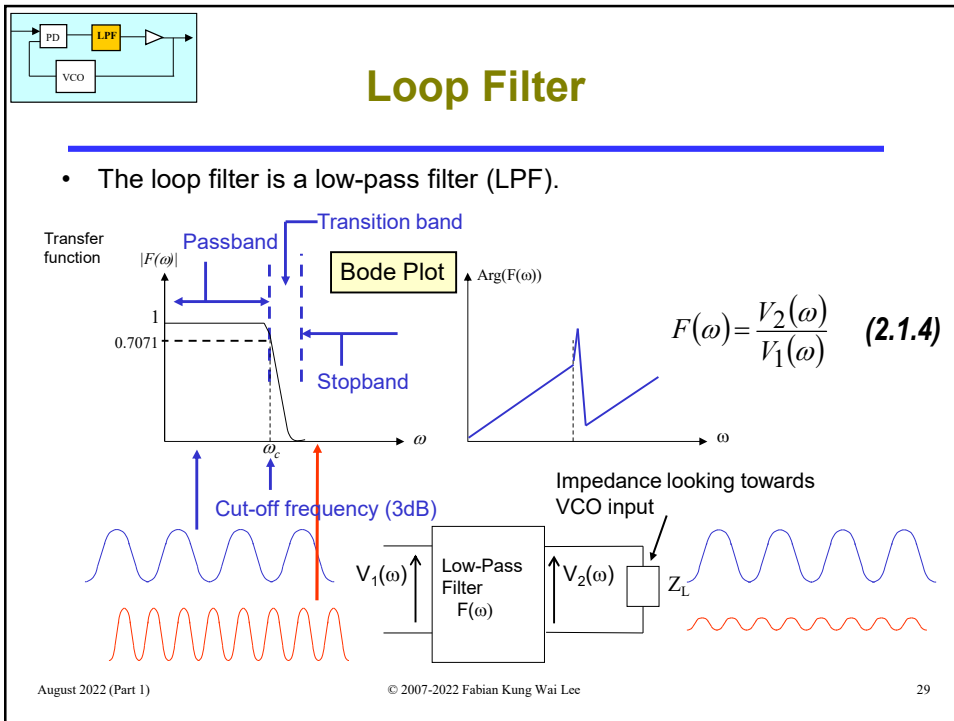 PD
LPF
VCO
Loop Filter
• The loop filter is a low-pass filter (LPF).
Transfer
function
|F(ω)|
Passband
Transition band
Bode Plot
Arg(F(ω))
1
0.7071
Stopband
F(ω) = V₂(ω) / V₁(ω) (2.1.4)
ω
ω
ω_c
Cut-off frequency (3dB)
Impedance looking towards
VCO input
V₁(ω)
Low-Pass
Filter
F(ω)
V₂(ω)
Z_L
August 2022 (Part 1)
© 2007-2022 Fabian Kung Wai Lee
29